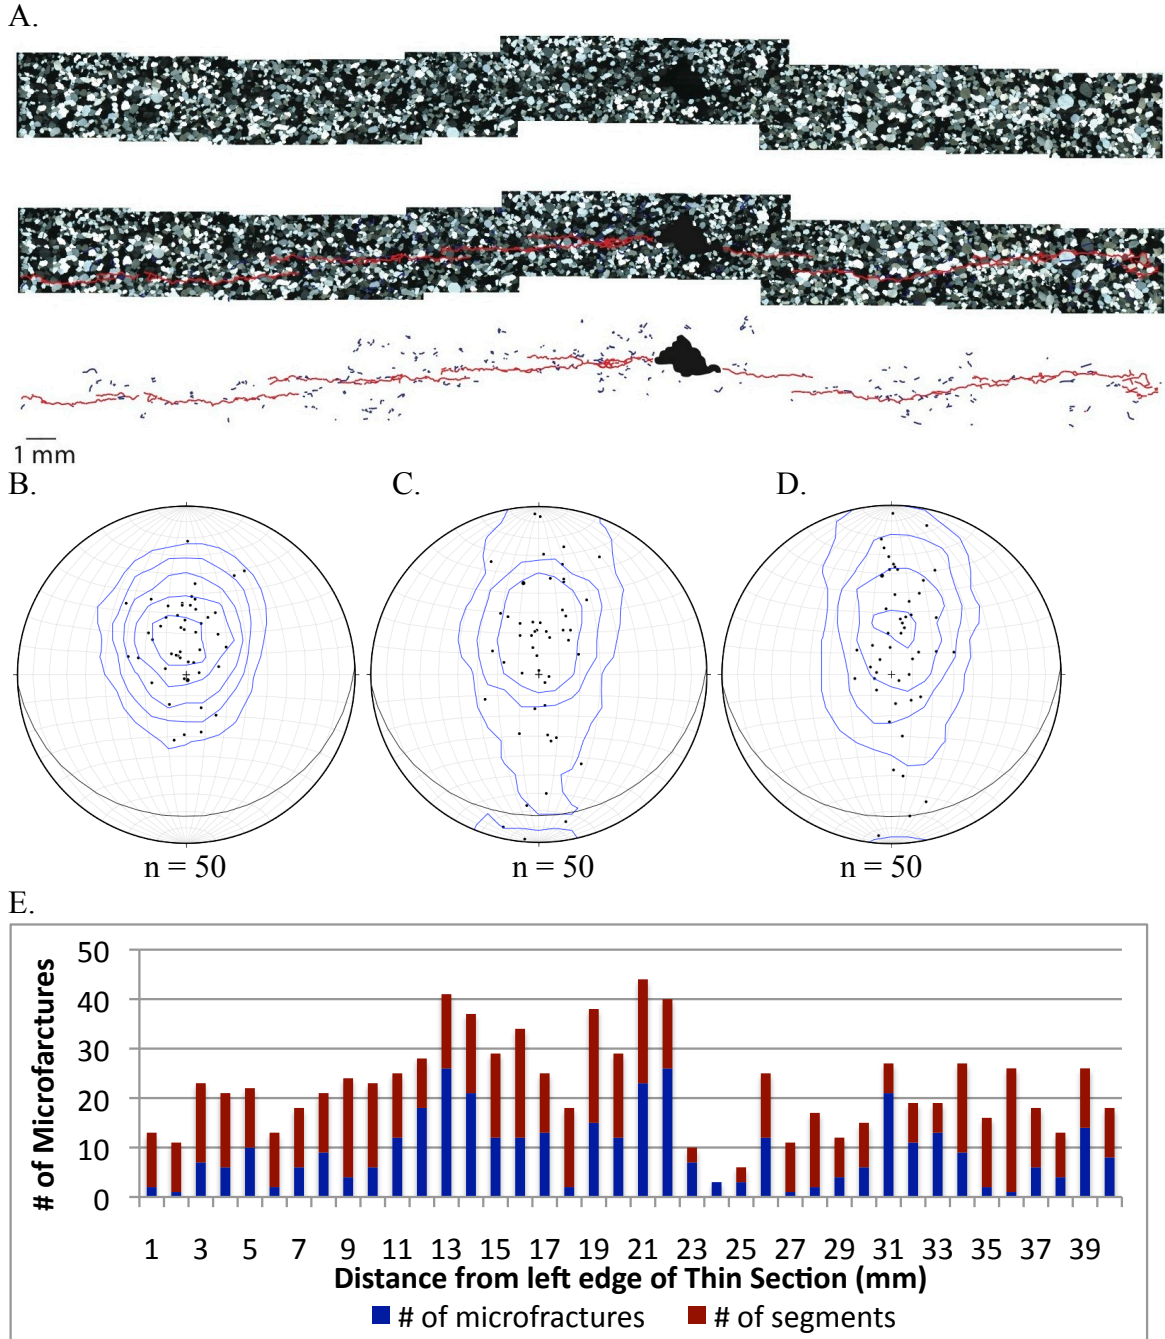 A.
1 mm
B.
C.
D.
n = 50
n = 50
n = 50
E.
# of Microfarctures
50
40
30
20
10
0
1 3 5 7 9 11 13 15 17 19 21 23 25 27 29 31 33 35 37 39
Distance from left edge of Thin Section (mm)
# of microfractures # of segments